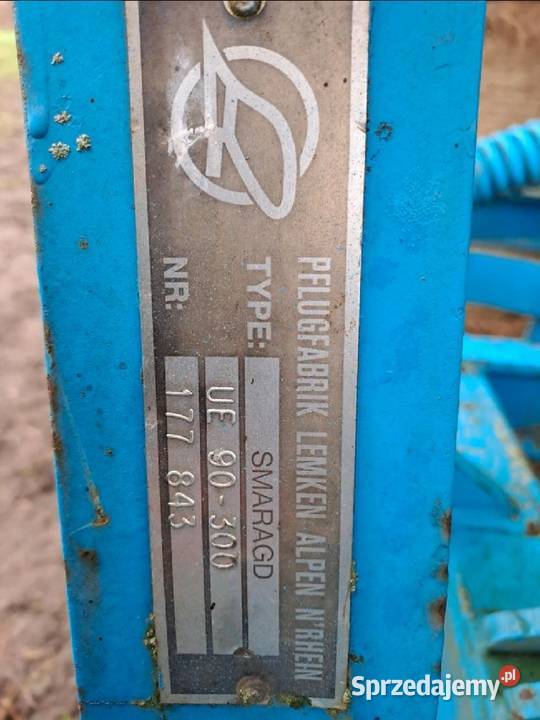 PFLUGFABRIK LEMKEN ALPEN N'RHEIN
TYPE: SMARAGD
UE 90-300
NR: 177 843
Sprzedajemy.pl